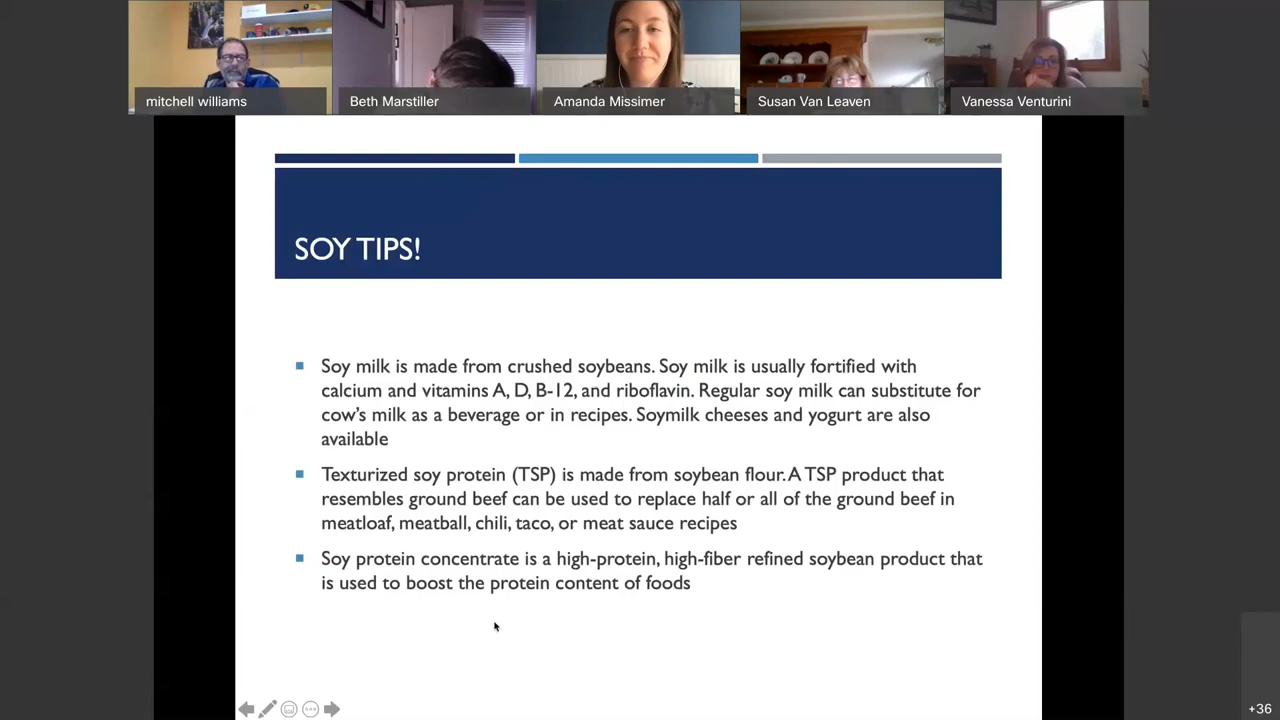 mitchell williams
Beth Marstiller
Amanda Missimer
Susan Van Leaven
Vanessa Venturini
SOY TIPS!
Soy milk is made from crushed soybeans. Soy milk is usually fortified with
calcium and vitamins A, D, B-12, and riboflavin. Regular soy milk can substitute for
cow's milk as a beverage or in recipes. Soymilk cheeses and yogurt are also
available
Texturized soy protein (TSP) is made from soybean flour. A TSP product that
resembles ground beef can be used to replace half or all of the ground beef in
meatloaf, meatball, chili, taco, or meat sauce recipes
Soy protein concentrate is a high-protein, high-fiber refined soybean product that
is used to boost the protein content of foods
+36